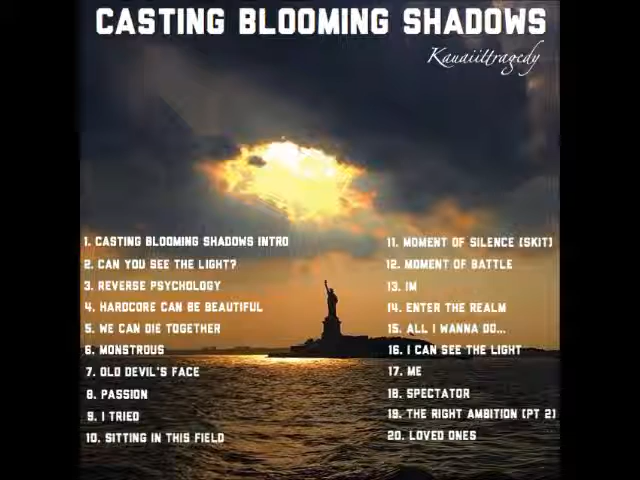 CASTING BLOOMING SHADOWS
Kauaiiltragedy
1. CASTING BLOOMING SHADOWS INTRO
2. CAN YOU SEE THE LIGHT?
3. REVERSE PSYCHOLOGY
4. HARDCORE CAN BE BEAUTIFUL
5. WE CAN DIE TOGETHER
6. MONSTROUS
7. OLD DEVIL'S FACE
8. PASSION
9. I TRIED
10. SITTING IN THIS FIELD
11. MOMENT OF SILENCE (SKIT)
12. MOMENT OF BATTLE
13. IM
14. ENTER THE REALM
15. ALL I WANNA DO...
16. I CAN SEE THE LIGHT
17. ME
18. SPECTATOR
19. THE RIGHT AMBITION (PT 2)
20. LOVED ONES